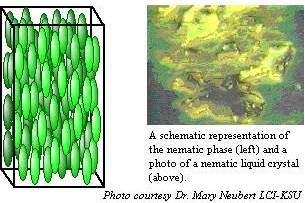 A schematic representation of
the nematic phase (left) and a
photo of a nematic liquid crystal
(above).
Photo courtesy Dr. Mary Neubert LCI-KSU